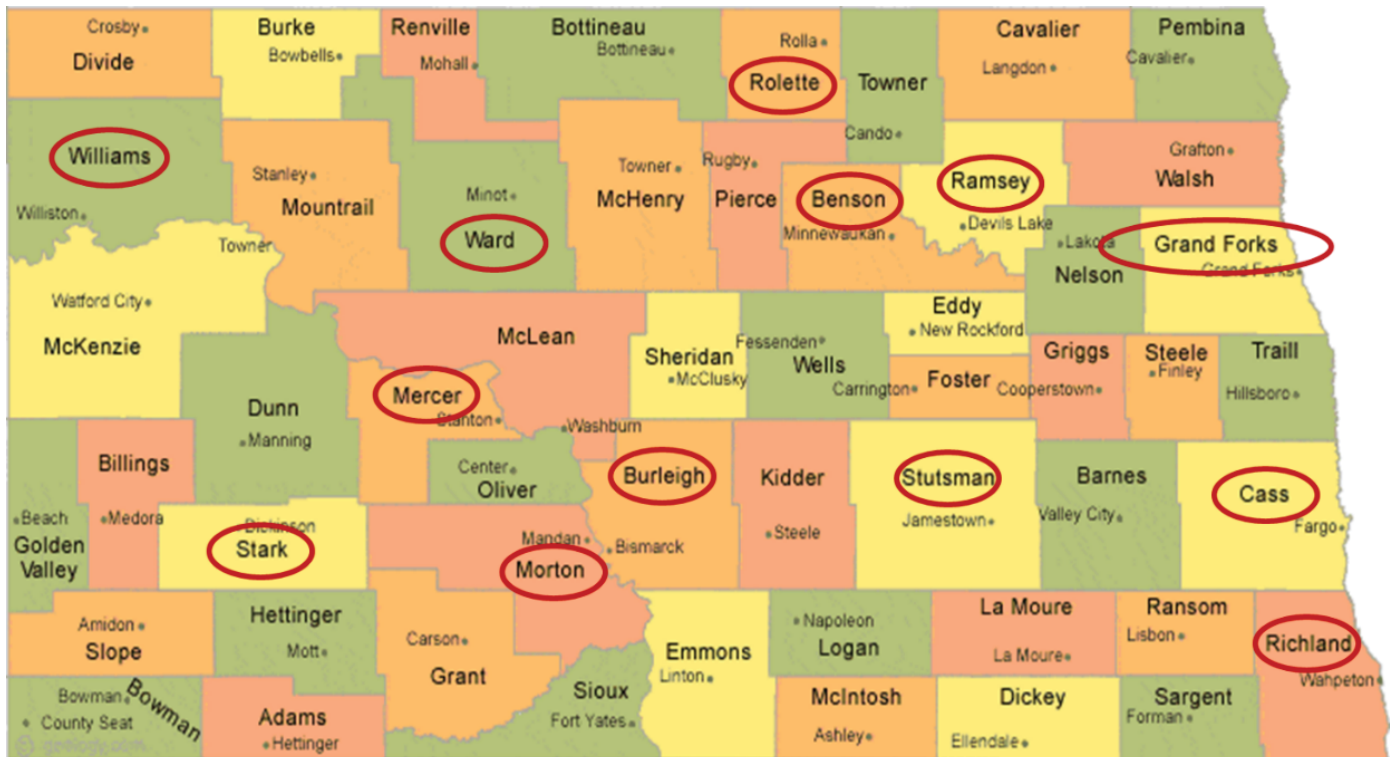 Crosby
Divide
Burke
Bowbells
Renville
Mohall
Bottineau
Bottineau
Rolla
Rolette
Towner
Cando
Cavalier
Langdon
Pembina
Cavalier
Williams
Williston
Stanley
Mountrail
Minot
Ward
Towner
McHenry
Rugby
Pierce
Benson
Minnewaukan
Ramsey
Devils Lake
Grafton
Walsh
Lakota
Nelson
Grand Forks
Grand Forks
Towner
Watford City
McKenzie
McLean
Washburn
Sheridan
McClusky
Fessenden
Wells
Eddy
New Rockford
Carrington
Foster
Griggs
Cooperstown
Steele
Finley
Traill
Hillsboro
Dunn
Manning
Mercer
Stanton
Center
Oliver
Billings
Medora
Beach
Golden
Valley
Dickinson
Stark
Mandan
Morton
Burleigh
Bismarck
Kidder
Steele
Stutsman
Jamestown
Barnes
Valley City
Cass
Fargo
Amidon
Slope
Hettinger
Mott
Carson
Grant
Emmons
Linton
Napoleon
Logan
La Moure
La Moure
Ransom
Lisbon
Richland
Wahpeton
Bowman
Bowman
County Seat
© geology.com
Adams
Hettinger
Sioux
Fort Yates
McIntosh
Ashley
Dickey
Ellendale
Sargent
Forman